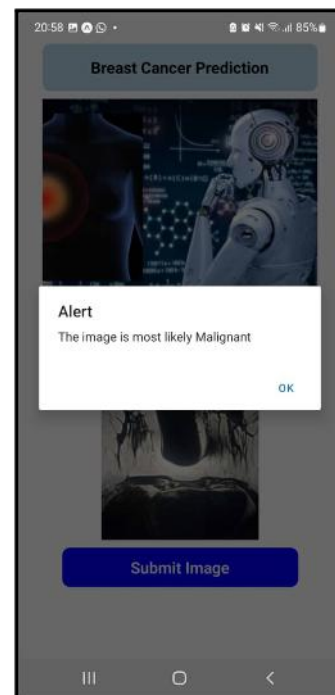 20:58
85%
Breast Cancer Prediction
Alert
The image is most likely Malignant
OK
Submit Image